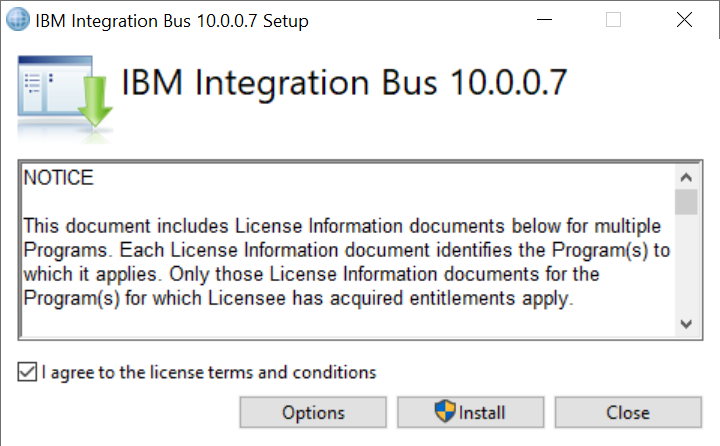 IBM Integration Bus 10.0.0.7 Setup
IBM Integration Bus 10.0.0.7
NOTICE
This document includes License Information documents below for multiple
Programs. Each License Information document identifies the Program(s) to
which it applies. Only those License Information documents for the
Program(s) for which Licensee has acquired entitlements apply.
I agree to the license terms and conditions
Options
Install
Close